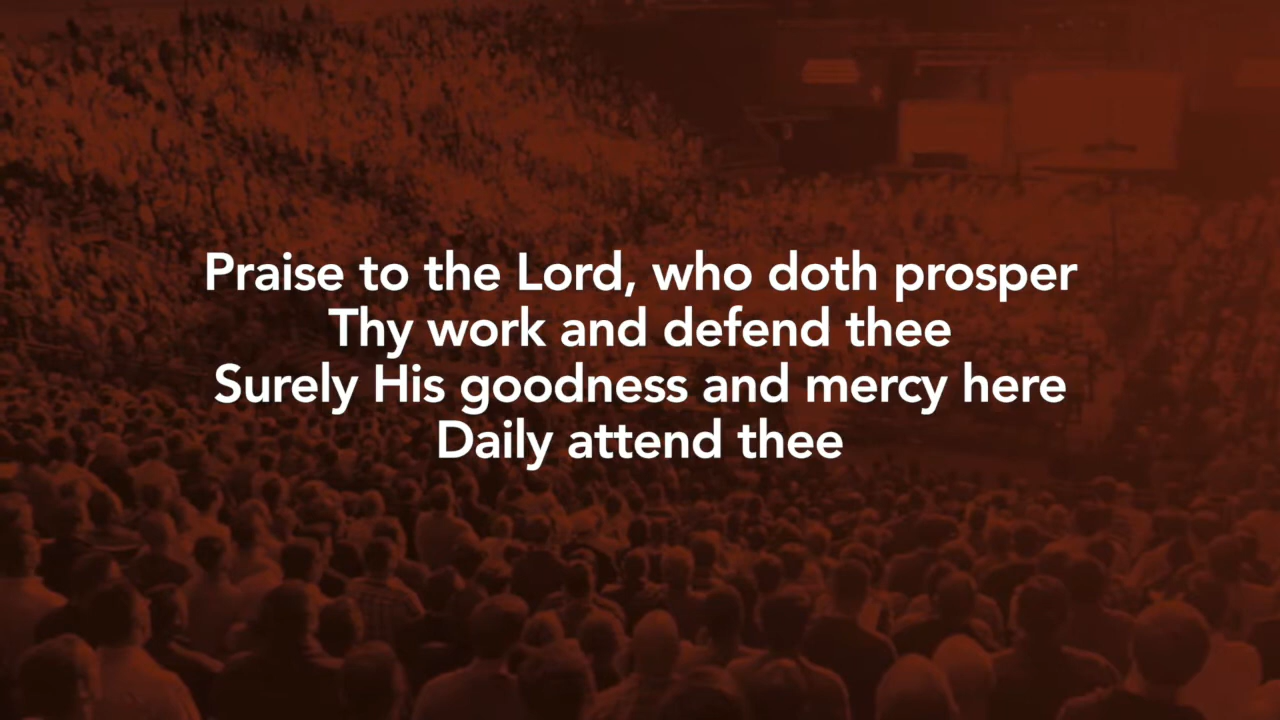 Praise to the Lord, who doth prosper
Thy work and defend thee
Surely His goodness and mercy here
Daily attend thee